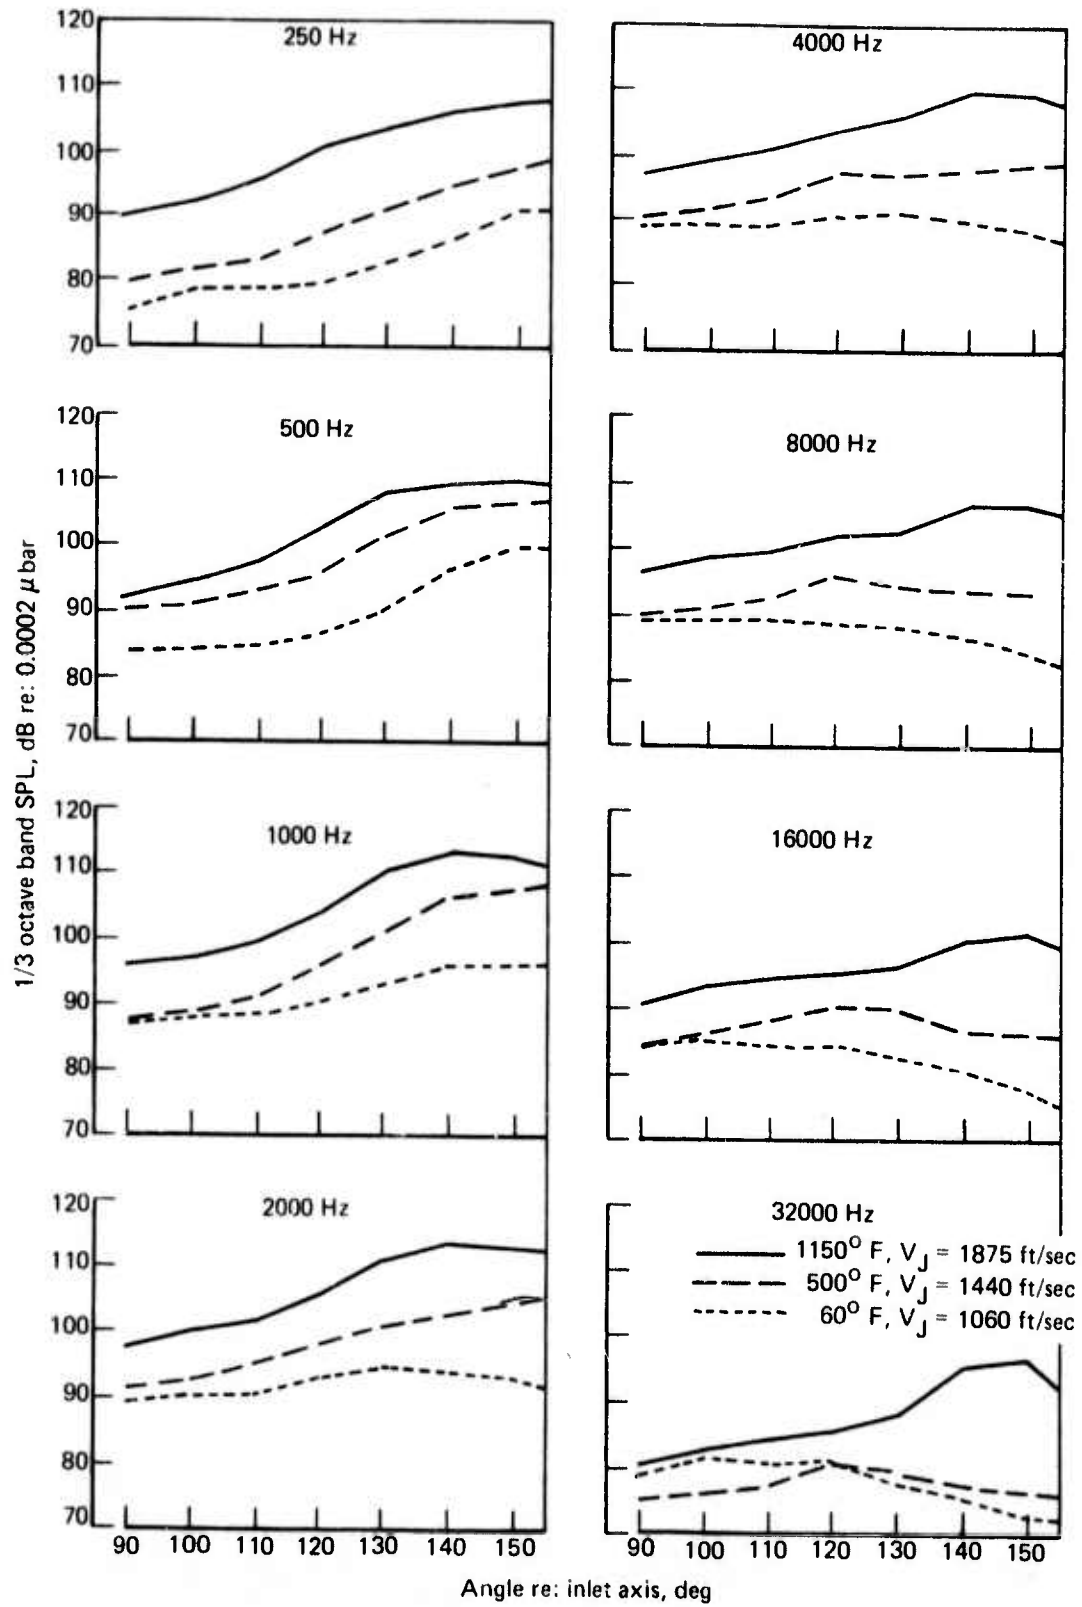 1/3 octave band SPL, dB re: 0.0002 μbar
250 Hz
120
110
100
90
80
70
500 Hz
120
110
100
90
80
70
1000 Hz
120
110
100
90
80
70
2000 Hz
120
110
100
90
80
70
90 100 110 120 130 140 150
4000 Hz
8000 Hz
16000 Hz
32000 Hz
1150° F, V_J = 1875 ft/sec
500° F, V_J = 1440 ft/sec
60° F, V_J = 1060 ft/sec
90 100 110 120 130 140 150
Angle re: inlet axis, deg